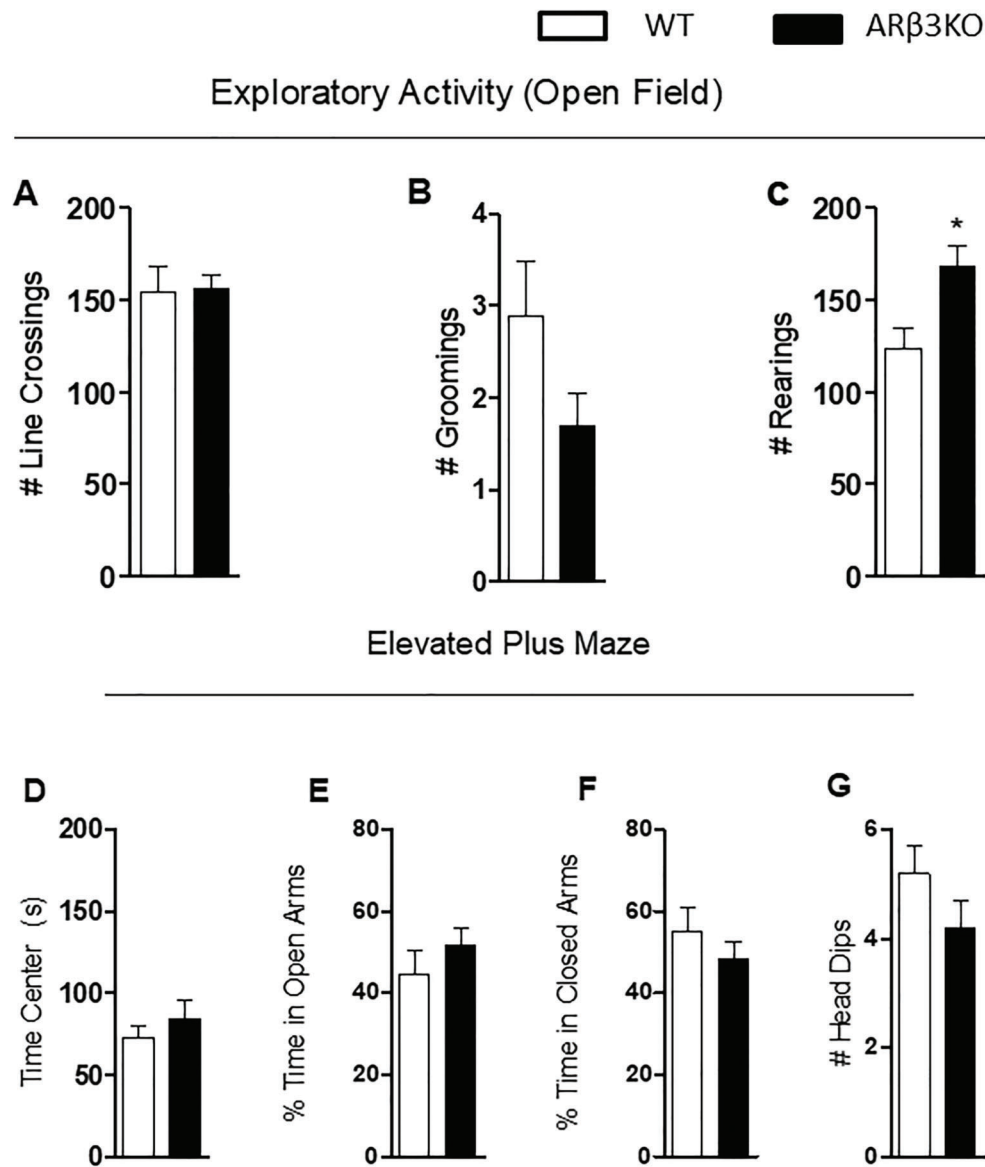 WT ARβ3KO
Exploratory Activity (Open Field)
A
200
150
100
50
0
# Line Crossings
B
4
3
2
1
0
# Groomings
C
200
150
100
50
0
# Rearings
*
Elevated Plus Maze
D
200
150
100
50
0
Time Center (s)
E
80
60
40
20
0
% Time in Open Arms
F
80
60
40
20
0
% Time in Closed Arms
G
6
4
2
0
# Head Dips